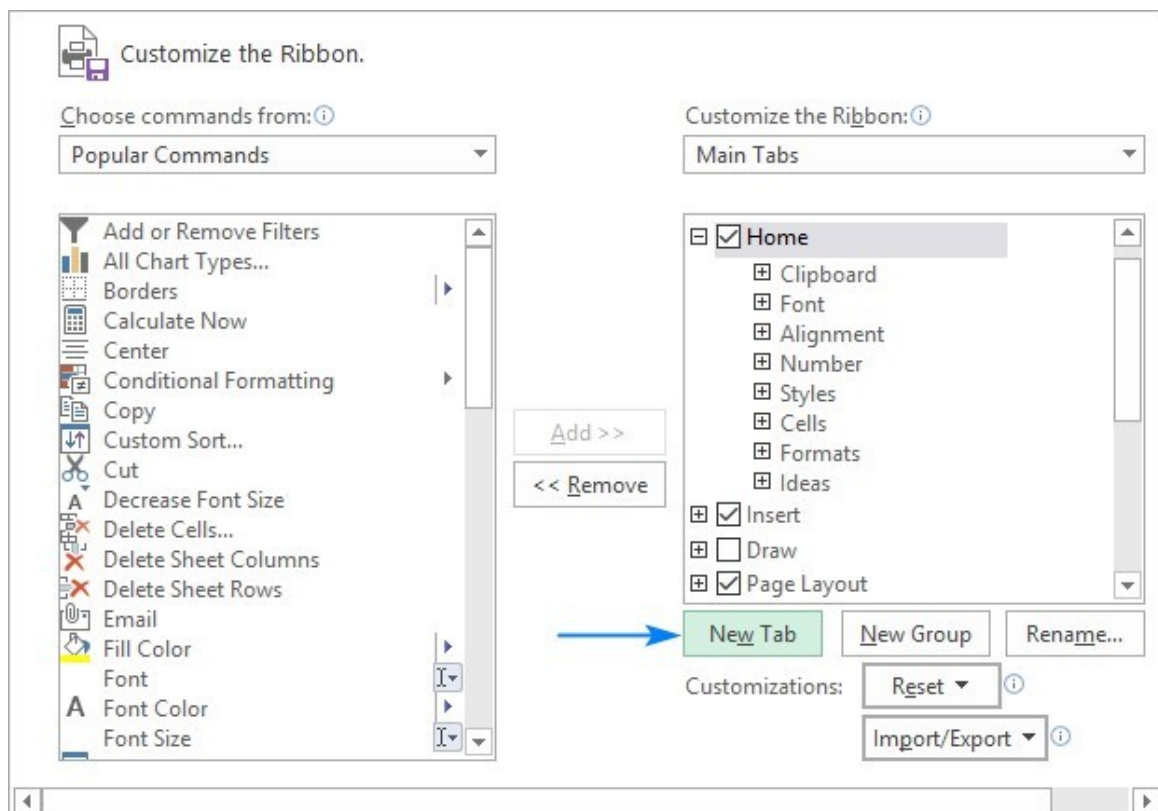 Customize the Ribbon.
Choose commands from:
Popular Commands
Add or Remove Filters
All Chart Types...
Borders
Calculate Now
Center
Conditional Formatting
Copy
Custom Sort...
Cut
Decrease Font Size
Delete Cells...
Delete Sheet Columns
Delete Sheet Rows
Email
Fill Color
Font
Font Color
Font Size
Add >>
<< Remove
Customize the Ribbon:
Main Tabs
Home
Clipboard
Font
Alignment
Number
Styles
Cells
Formats
Ideas
Insert
Draw
Page Layout
New Tab
New Group
Rename...
Customizations:
Reset
Import/Export